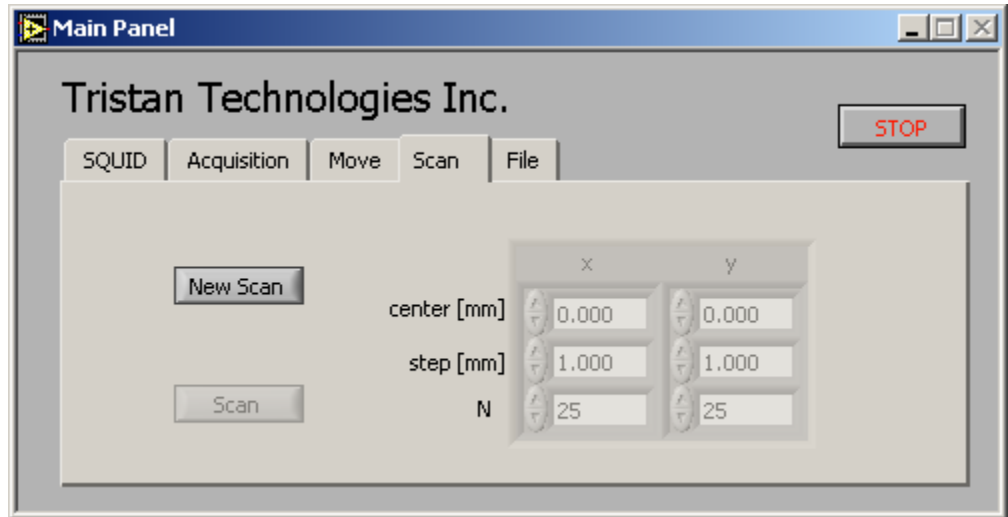 Main Panel
Tristan Technologies Inc.
STOP
SQUID Acquisition Move Scan File
x y
New Scan
center [mm] 0.000 0.000
step [mm] 1.000 1.000
Scan
N 25 25